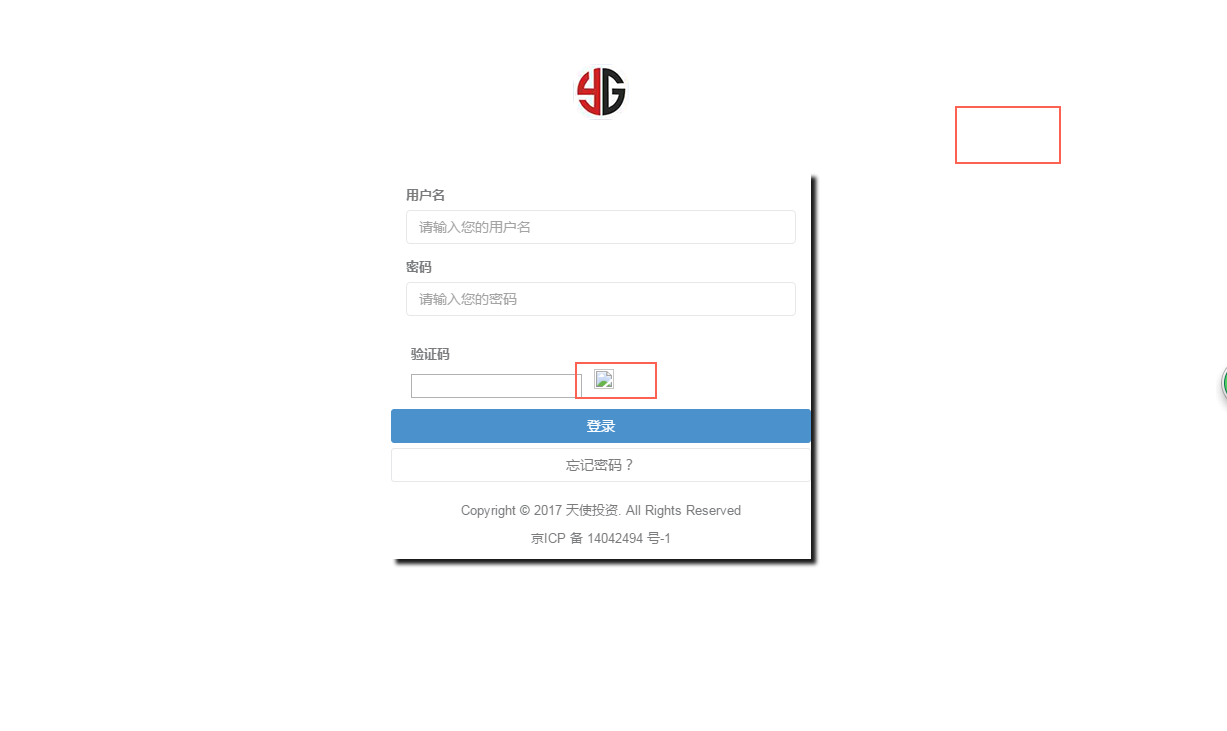 YG
用户名
请输入您的用户名
密码
请输入您的密码
验证码
登录
忘记密码？
Copyright © 2017 天使投资. All Rights Reserved
京ICP 备 14042494 号-1